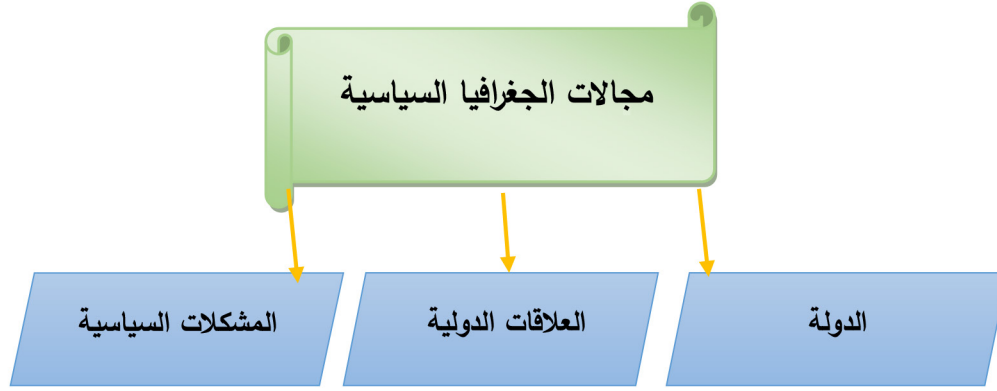 مجالات الجغرافيا السياسية
الدولة
العلاقات الدولية
المشكلات السياسية